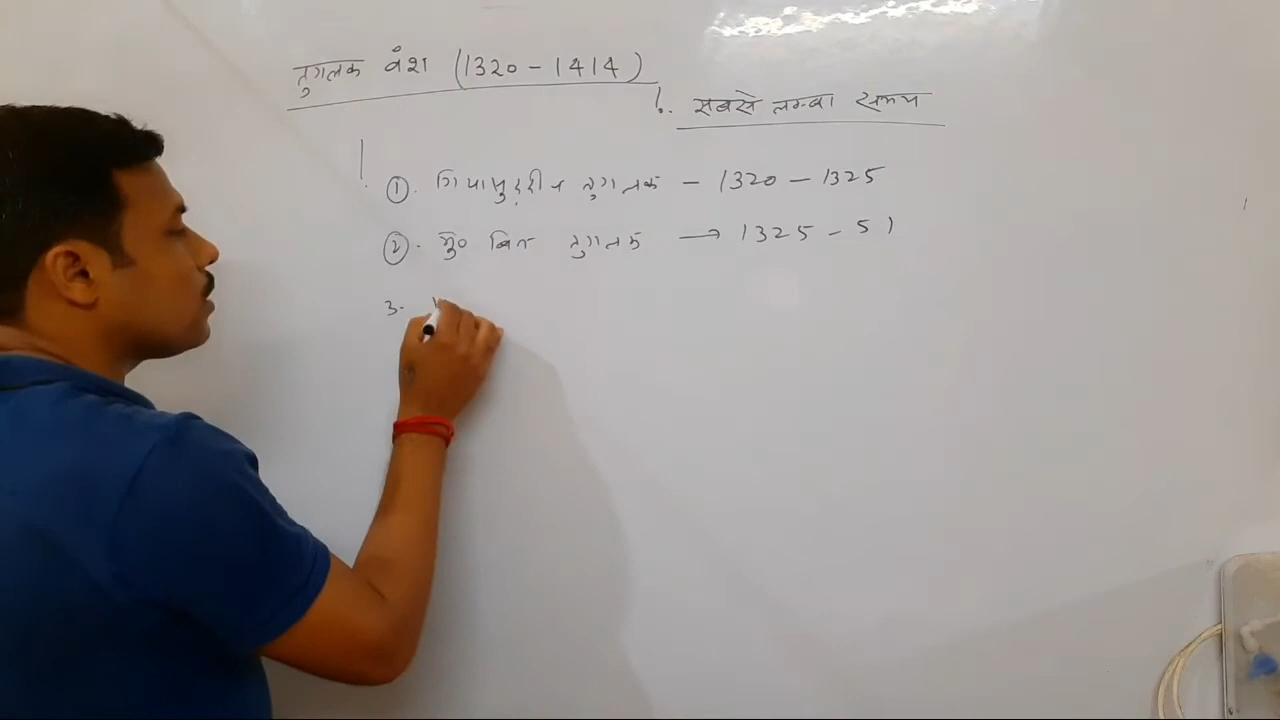 तुगलक वंश (1320 - 1414)
1. सबसे लम्बा समय
① गियासुद्दीन तुगलक - 1320 - 1325
② मु० बिन तुगलक → 1325 - 51
3.